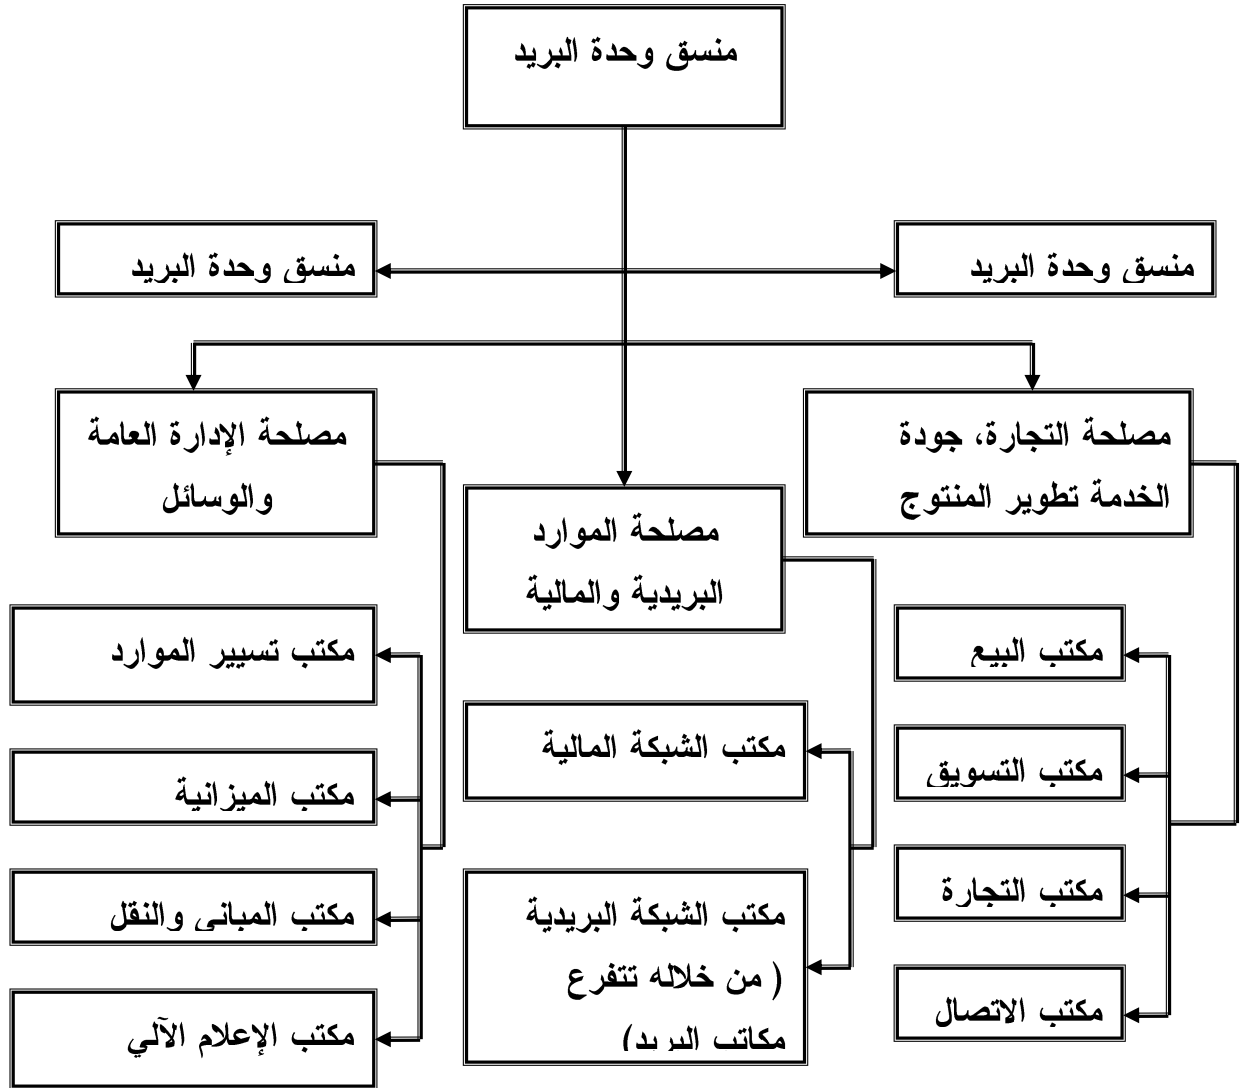 منسق وحدة البريد
منسق وحدة البريد
منسق وحدة البريد
مصلحة التجارة، جودة
الخدمة تطوير المنتوج
مصلحة الموارد
البريدية والمالية
مصلحة الإدارة العامة
والوسائل
مكتب البيع
مكتب التسويق
مكتب التجارة
مكتب الاتصال
مكتب الشبكة المالية
مكتب الشبكة البريدية
( من خلاله تتفرع
مكاتب البريد)
مكتب تسيير الموارد
مكتب الميزانية
مكتب المباني والنقل
مكتب الإعلام الآلي